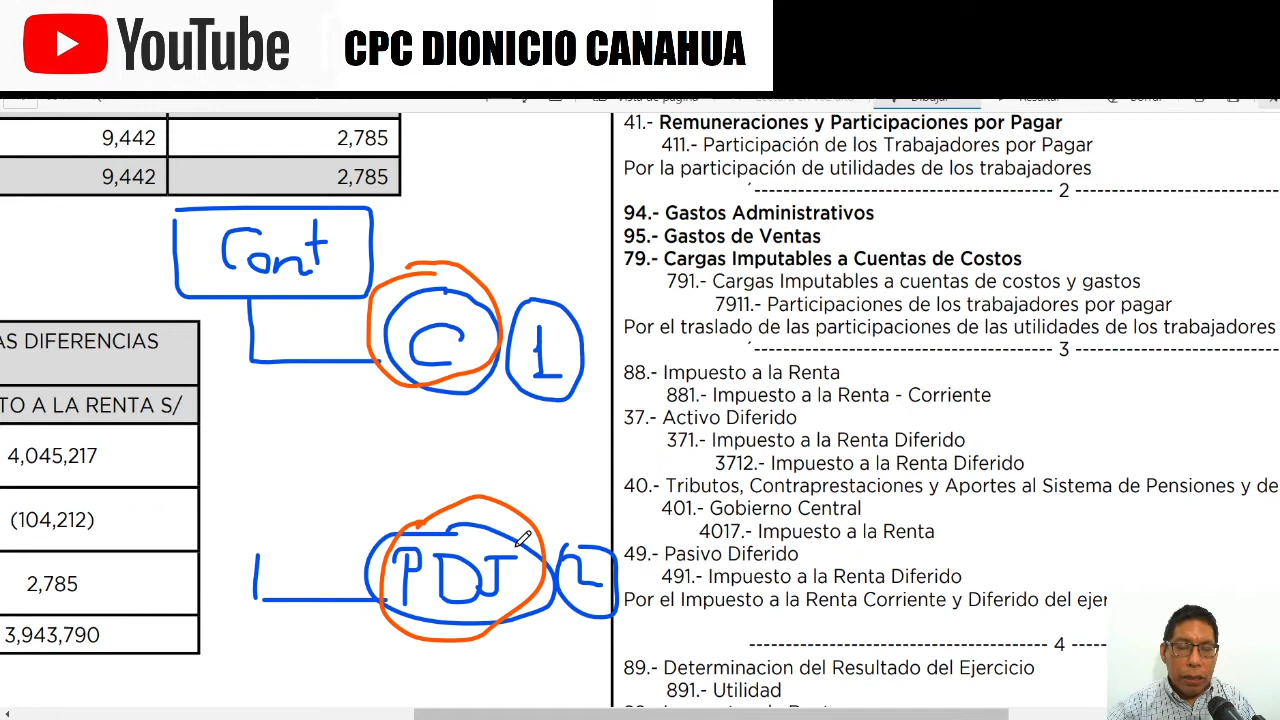 YouTube CPC DIONICIO CANAHUA
9,442 2,785
9,442 2,785
Cont
C 1
AS DIFERENCIAS
TO A LA RENTA S/
4,045,217
(104,212)
2,785
3,943,790
PDJ 2
41.- Remuneraciones y Participaciones por Pagar
411.- Participación de los Trabajadores por Pagar
Por la participación de utilidades de los trabajadores
---------------------------------------- 2 ----------------------------
94.- Gastos Administrativos
95.- Gastos de Ventas
79.- Cargas Imputables a Cuentas de Costos
791.- Cargas Imputables a cuentas de costos y gastos
7911.- Participaciones de los trabajadores por pagar
Por el traslado de las participaciones de las utilidades de los trabajadores
---------------------------------------- 3 ----------------------------
88.- Impuesto a la Renta
881.- Impuesto a la Renta - Corriente
37.- Activo Diferido
371.- Impuesto a la Renta Diferido
3712.- Impuesto a la Renta Diferido
40.- Tributos, Contraprestaciones y Aportes al Sistema de Pensiones y de
401.- Gobierno Central
4017.- Impuesto a la Renta
49.- Pasivo Diferido
491.- Impuesto a la Renta Diferido
Por el Impuesto a la Renta Corriente y Diferido del ejer
---------------------------------------- 4 -----
89.- Determinacion del Resultado del Ejercicio
891.- Utilidad